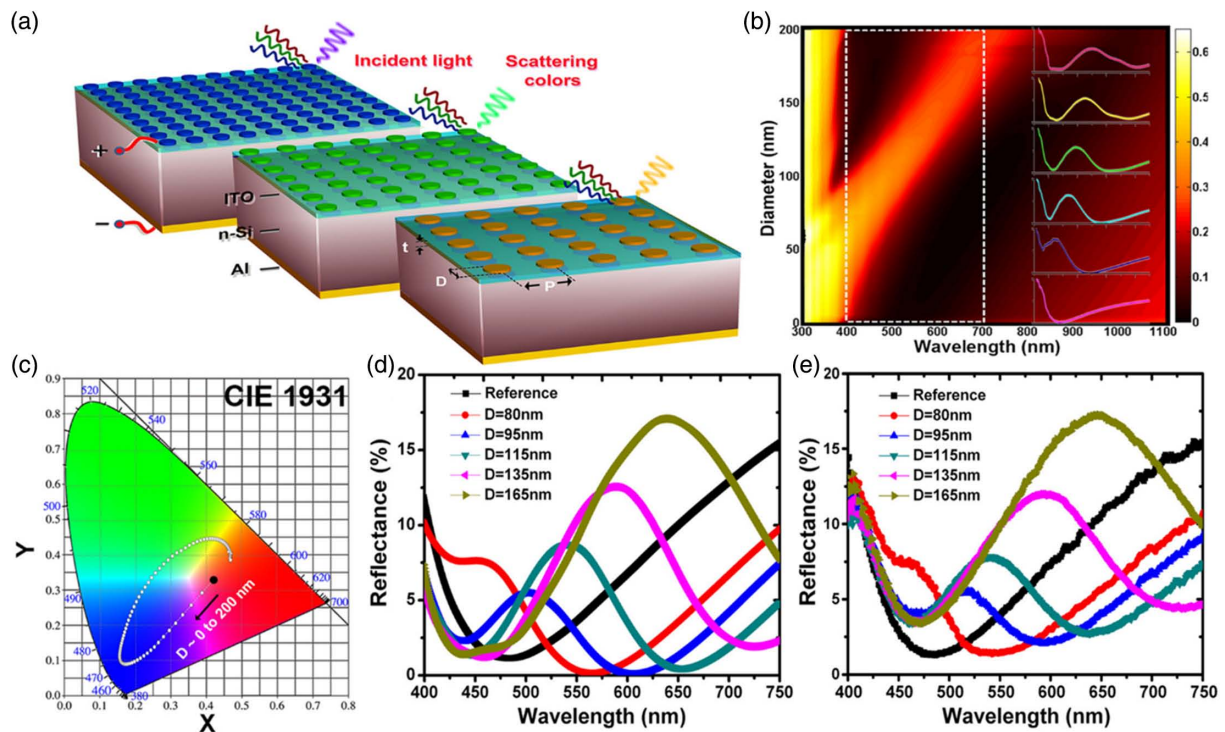 (a)
Incident light
Scattering
colors
+
−
ITO
n-Si
Al
t
D
P
(b)
Diameter (nm)
200
150
100
50
0
300 400 500 600 700 800 900 1000 1100
Wavelength (nm)
0.6
0.5
0.4
0.3
0.2
0.1
0
(c)
CIE 1931
Y
0.9
0.8
0.7
0.6
0.5
0.4
0.3
0.2
0.1
0.0
0.0 0.1 0.2 0.3 0.4 0.5 0.6 0.7 0.8
X
520
540
560
500
580
600
620
700
490
480
470
460
380
D ~ 0 to 200 nm
(d)
Reflectance (%)
20
15
10
5
0
Reference
D=80nm
D=95nm
D=115nm
D=135nm
D=165nm
400 450 500 550 600 650 700 750
Wavelength (nm)
(e)
Reflectance (%)
20
15
10
5
0
Reference
D=80nm
D=95nm
D=115nm
D=135nm
D=165nm
400 450 500 550 600 650 700 750
Wavelength (nm)